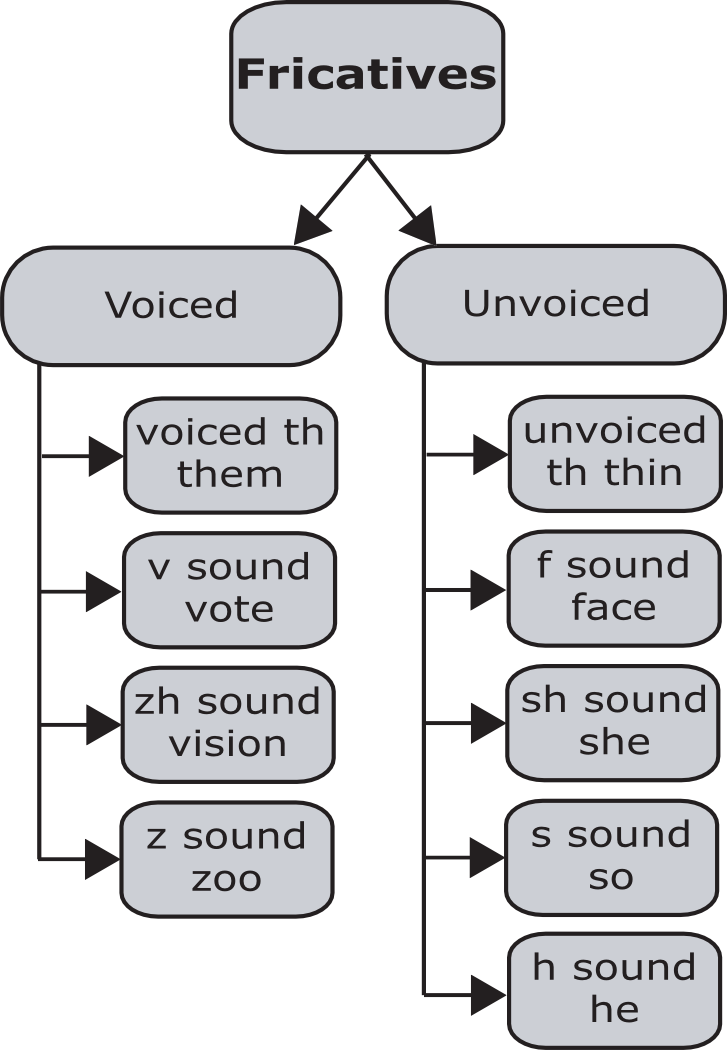 Fricatives
Voiced
voiced th
them
v sound
vote
zh sound
vision
z sound
zoo
Unvoiced
unvoiced
th thin
f sound
face
sh sound
she
s sound
so
h sound
he